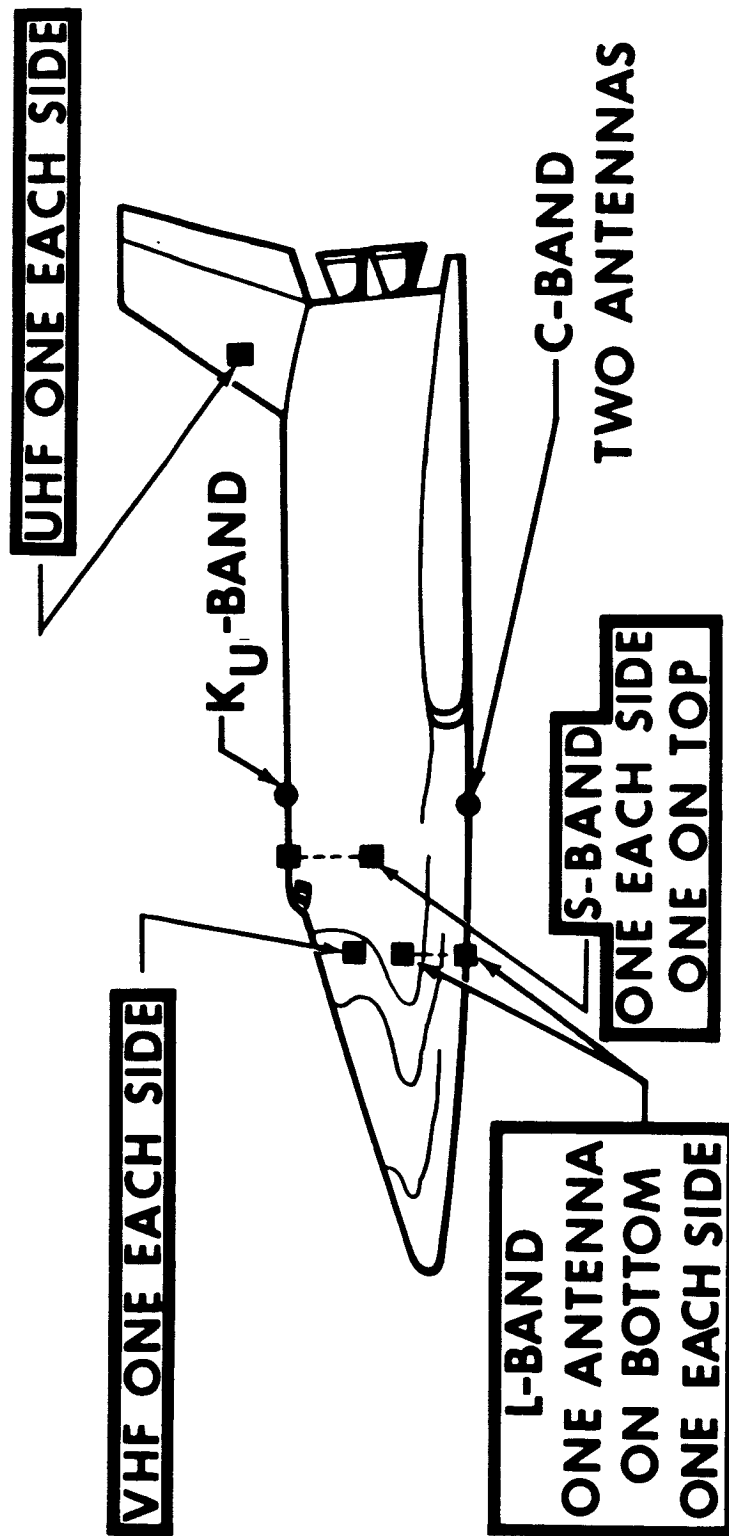 VHF ONE EACH SIDE
UHF ONE EACH SIDE
KU-BAND
L-BAND
ONE ANTENNA
ON BOTTOM
ONE EACH SIDE
S-BAND
ONE EACH SIDE
ONE ON TOP
C-BAND
TWO ANTENNAS